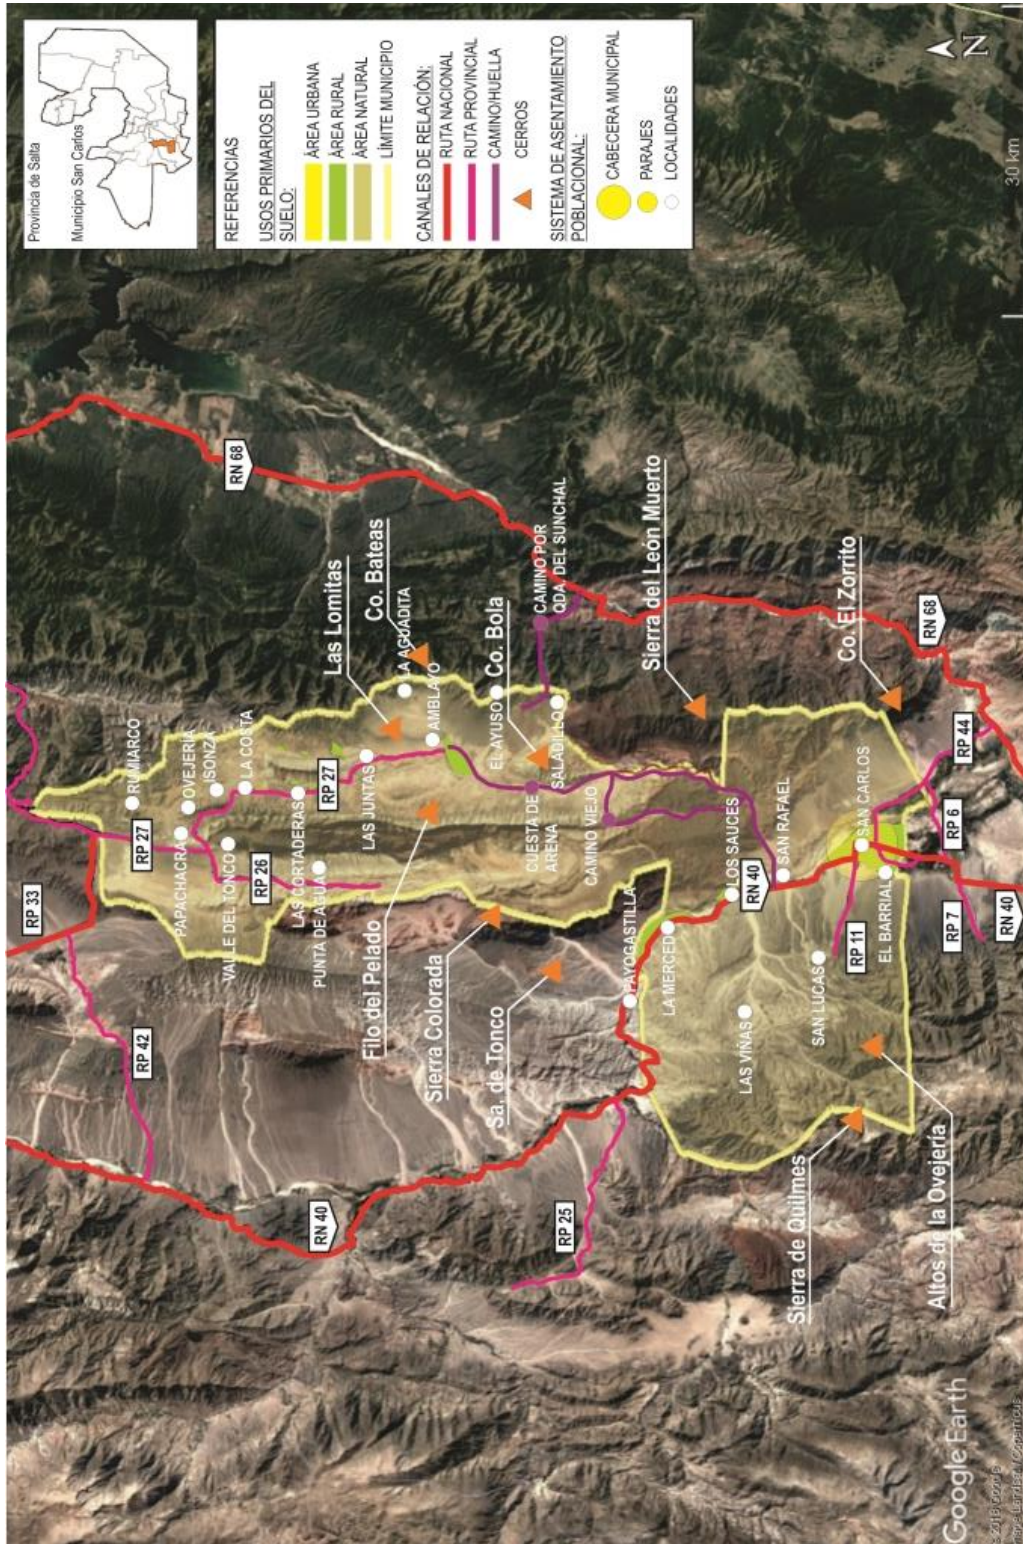 Provincia de Salta
Municipio San Carlos
REFERENCIAS
USOS PRIMARIOS DEL
SUELO:
ÁREA URBANA
ÁREA RURAL
ÁREA NATURAL
LÍMITE MUNICIPIO
CANALES DE RELACIÓN:
RUTA NACIONAL
RUTA PROVINCIAL
CAMINO/HUELLA
CERROS
SISTEMA DE ASENTAMIENTO
POBLACIONAL:
CABECERA MUNICIPAL
PARAJES
LOCALIDADES
N
30 km
RN 68
RP 33
RP 27
RUMIARCO
OVEJERIA
ISONZA
LA COSTA
PAPACHACRA
VALLE DEL TONCO
RP 26
LAS CORTADERAS
PUNTA DE AGUA
RP 27
LAS JUNTAS
Las Lomitas
Co. Bateas
LA AGUADITA
AMBLAYO
EL AYUSO
Co. Bola
SALADILLO
CAMINO POR
QDA. DEL SUNCHAL
CUESTA DE
ARENA
CAMINO VIEJO
Filo del Pelado
Sierra Colorada
Sa. de Tonco
RP 42
RN 40
RP 25
PAYOGASTILLA
LA MERCED
LOS SAUCES
RN 40
SAN RAFAEL
Sierra del León Muerto
Co. El Zorrito
RN 68
LAS VIÑAS
SAN LUCAS
RP 11
SAN CARLOS
EL BARRIAL
RP 44
RP 6
RP 7
RN 40
Sierra de Quilmes
Altos de la Ovejería
Google Earth